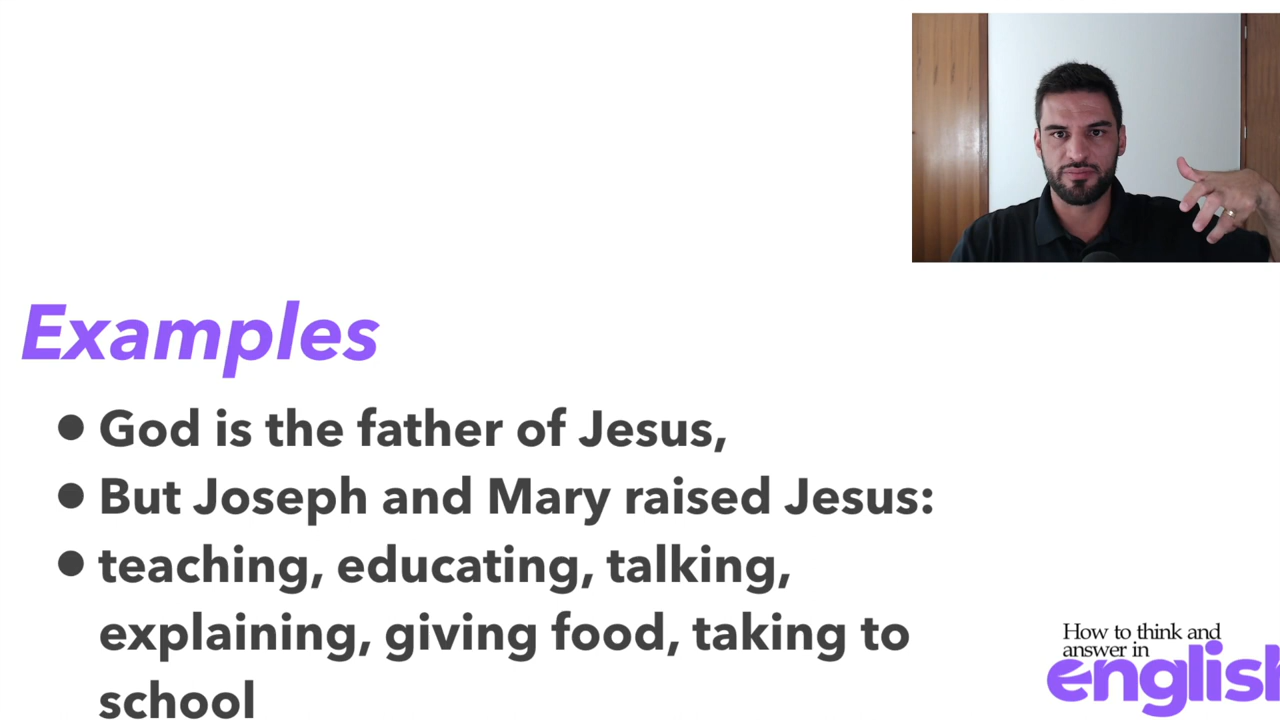 Examples
● God is the father of Jesus,
● But Joseph and Mary raised Jesus:
● teaching, educating, talking,
explaining, giving food, taking to
school
How to think and
answer in
english